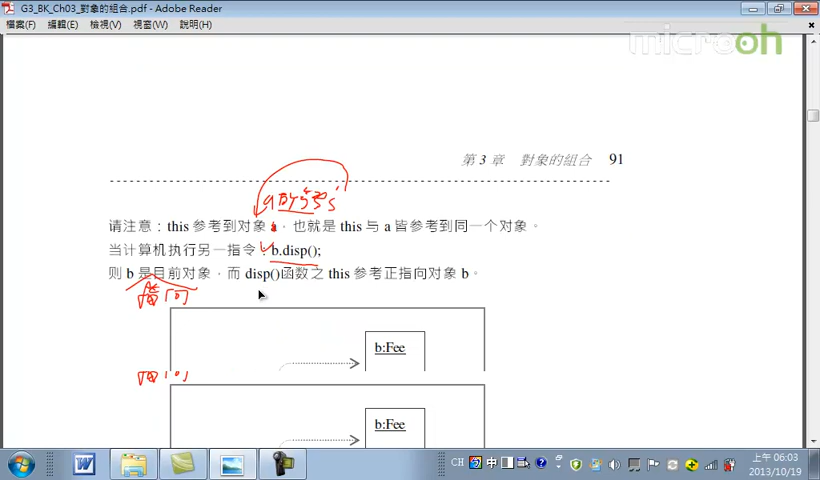 G3_BK_Ch03_對象的組合.pdf - Adobe Reader
檔案(F) 編輯(E) 檢視(V) 視窗(W) 說明(H)
microoh
第 3 章 對象的組合 91
请注意：this 参考到对象 ，也就是 this 与 a 皆参考到同一个对象。
当计算机执行另一指令：b.disp();
则 b 是目前对象，而 disp()函数之 this 参考正指向对象 b。
b:Fee
b:Fee
CH 中
上午 06:03
2013/10/19